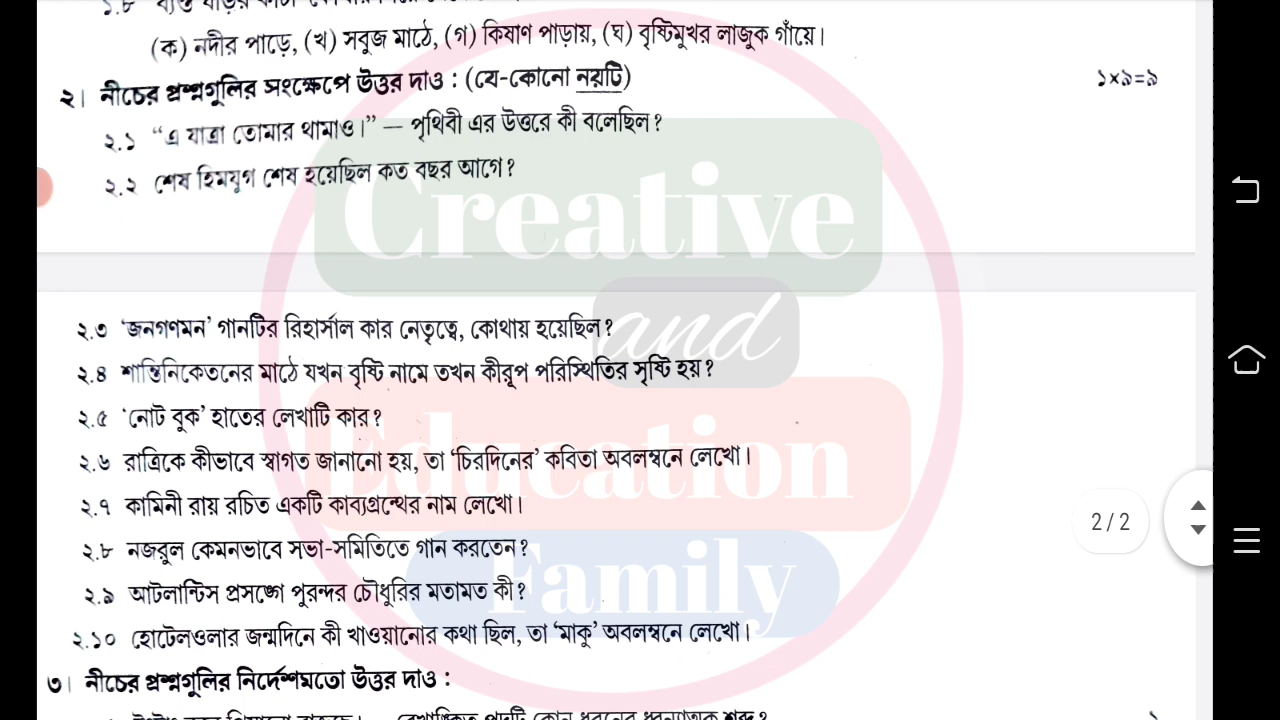 (ক) নদীর পাড়ে, (খ) সবুজ মাঠে, (গ) কিষাণ পাড়ায়, (ঘ) বৃষ্টিমুখর লাজুক গাঁয়ে।
২। নীচের প্রশ্নগুলির সংক্ষেপে উত্তর দাও : (যে-কোনো নয়টি) ১×৯=৯
২.১ “এ যাত্রা তোমার থামাও।” — পৃথিবী এর উত্তরে কী বলেছিল?
২.২ শেষ হিমযুগ শেষ হয়েছিল কত বছর আগে?
Creative
and
Education
Family
২.৩ ‘জনগণমন’ গানটির রিহার্সাল কার নেতৃত্বে, কোথায় হয়েছিল?
২.৪ শান্তিনিকেতনের মাঠে যখন বৃষ্টি নামে তখন কীরূপ পরিস্থিতির সৃষ্টি হয়?
২.৫ ‘নোট বুক’ হাতের লেখাটি কার?
২.৬ রাত্রিকে কীভাবে স্বাগত জানানো হয়, তা ‘চিরদিনের’ কবিতা অবলম্বনে লেখো।
২.৭ কামিনী রায় রচিত একটি কাব্যগ্রন্থের নাম লেখো।
2/2
২.৮ নজরুল কেমনভাবে সভা-সমিতিতে গান করতেন?
২.৯ আটলান্টিস প্রসঙ্গে পুরন্দর চৌধুরির মতামত কী?
২.১০ হোটেলওলার জন্মদিনে কী খাওয়ানোর কথা ছিল, তা ‘মাকু’ অবলম্বনে লেখো।
৩। নীচের প্রশ্নগুলির নির্দেশমতো উত্তর দাও :